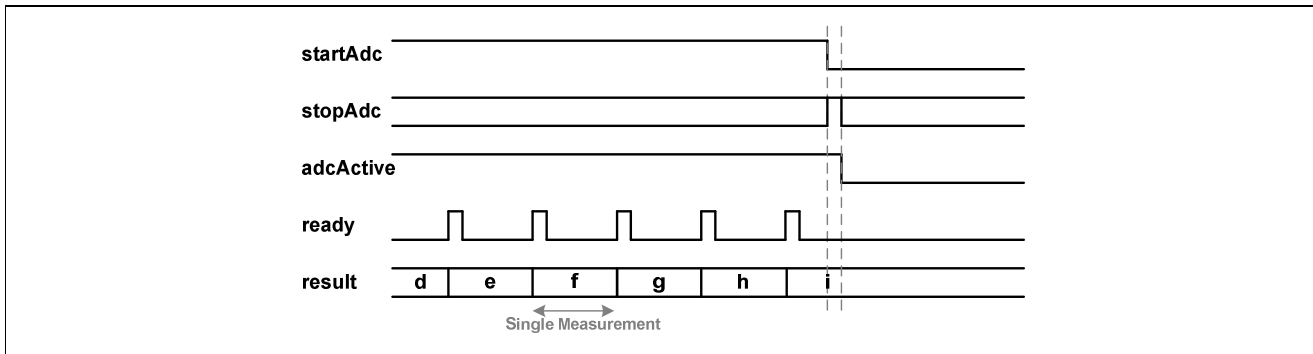 startAdc
stopAdc
adcActive
ready
result d e f g h i
Single Measurement